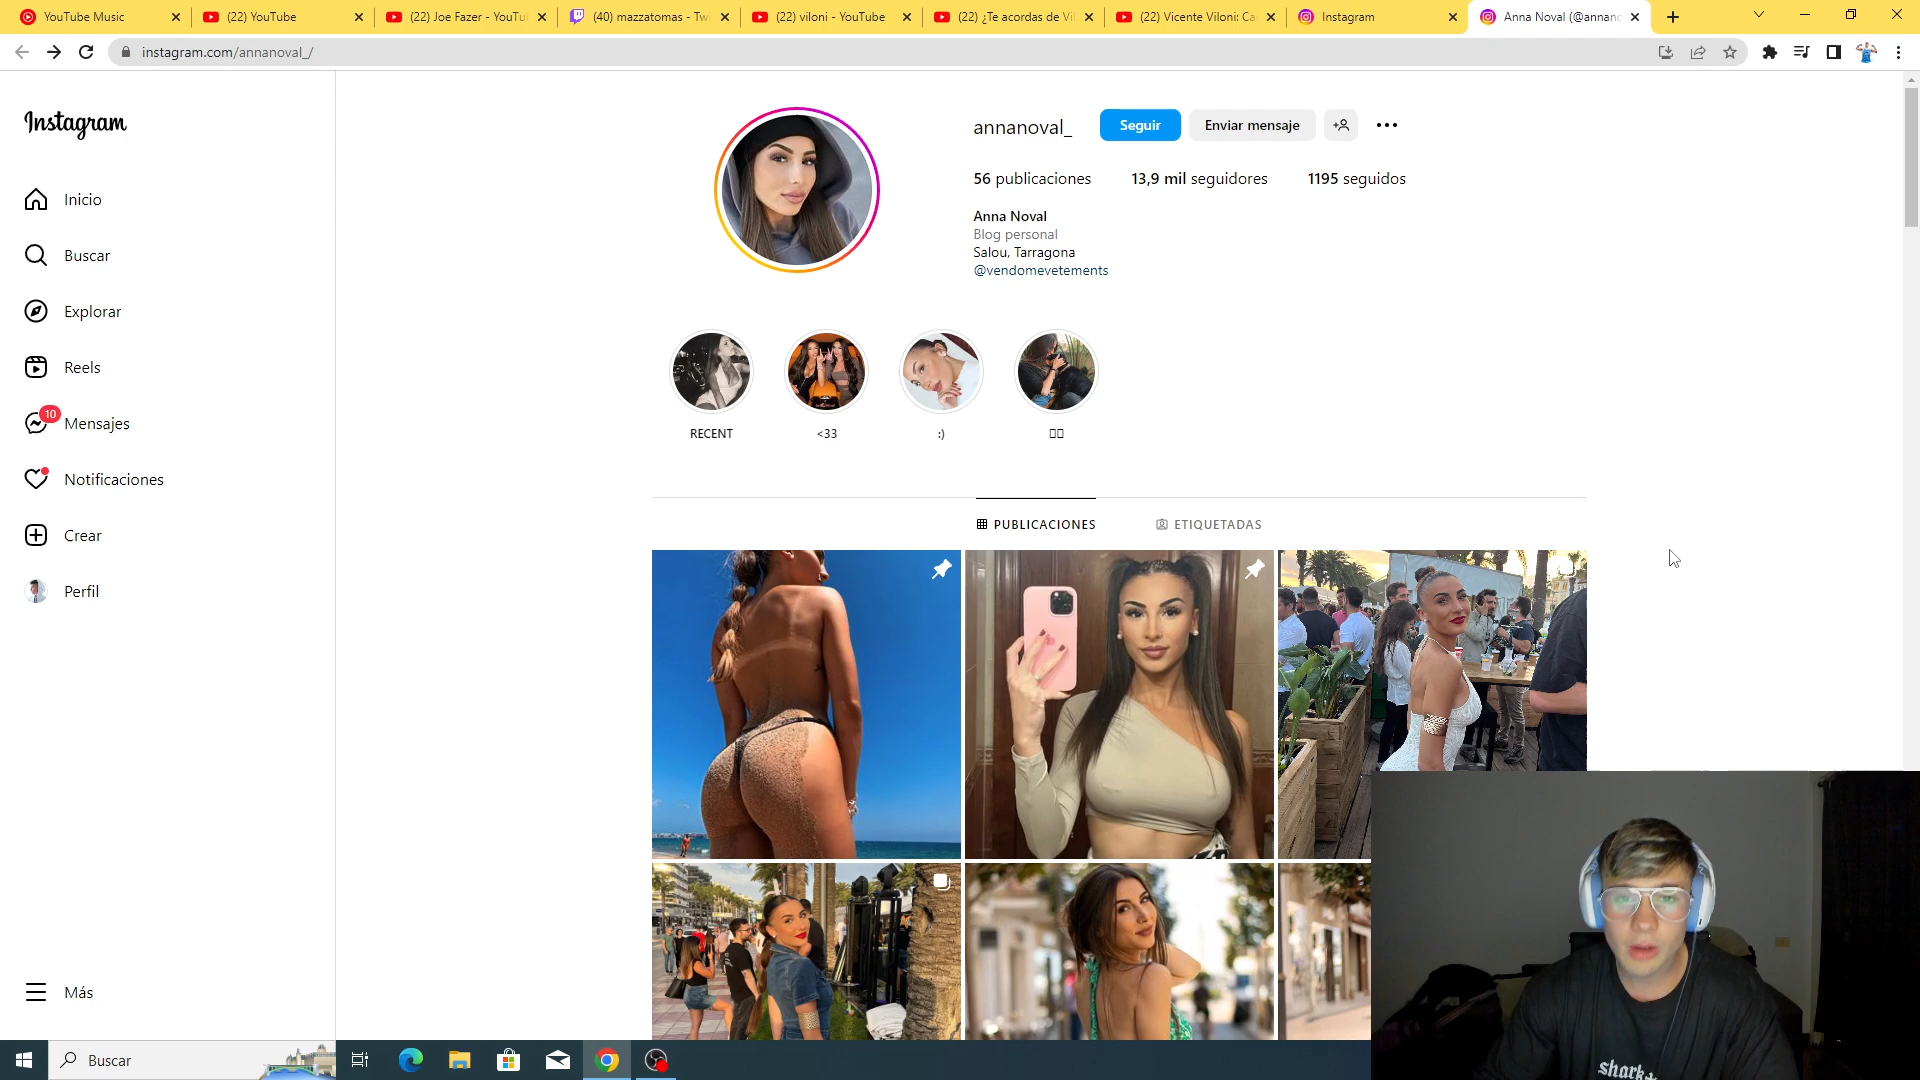 YouTube Music
(22) YouTube
(22) Joe Fazer - YouTu
(40) mazzatomas - Twi
(22) viloni - YouTube
(22) ¿Te acordas de Vi
(22) Vicente Viloni: Ca
Instagram
Anna Noval (@annano
instagram.com/annanoval_/
Instagram
annanoval_
Seguir
Enviar mensaje
56 publicaciones
13,9 mil seguidores
1195 seguidos
Anna Noval
Blog personal
Salou, Tarragona
@vendomevetements
Inicio
Buscar
Explorar
Reels
10
Mensajes
Notificaciones
Crear
Perfil
Más
RECENT
<33
:)
PUBLICACIONES
ETIQUETADAS
shark
Buscar